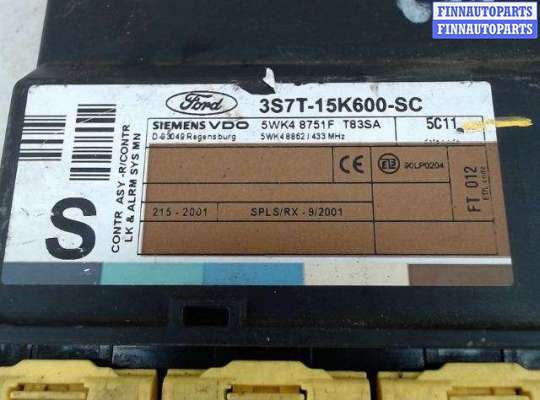 FINNAUTOPARTS
FINNAUTOPARTS
FINNAUTOPARTS
Ford
3S7T-15K600-SC
SIEMENS VDO
D-93049 Regensburg
5WK4 8751F T83SA
5WK4 8862 / 433 MHz
5C11
CONTR ASY -R/CONTR
LK & ALRM SYS MN
S
CE
90LP0204
FT 012
215 - 2001
SPLS/RX - 9/2001